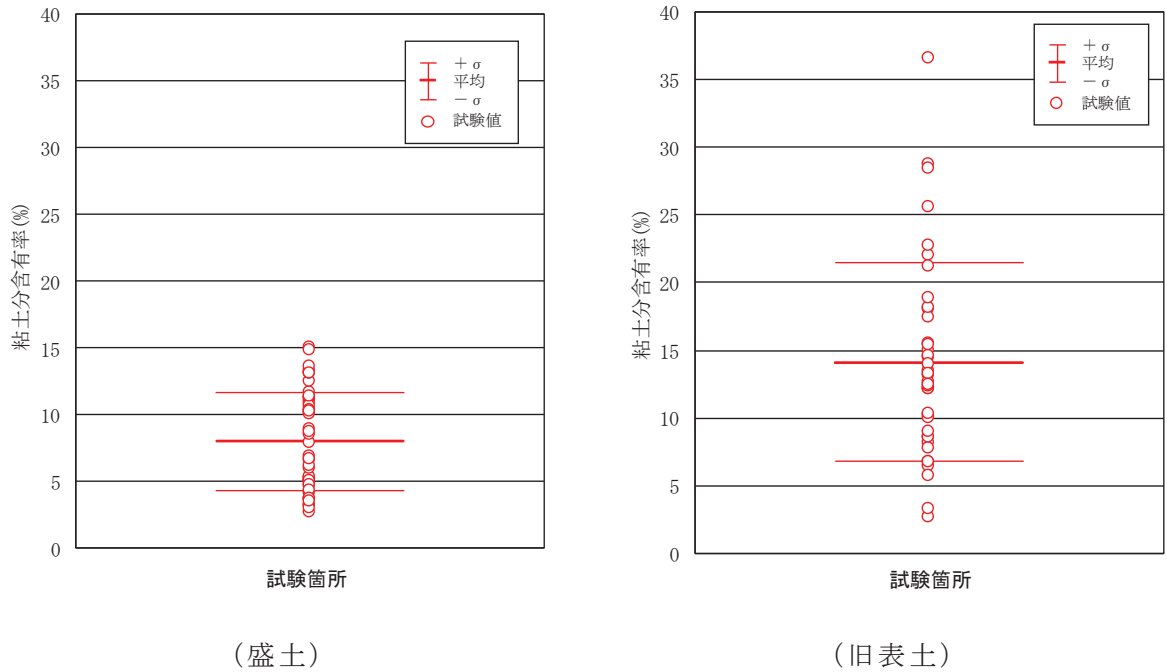 40
35
30
25
20
15
10
5
0
粘土分含有率(%)
+σ
平均
-σ
試験値
試験箇所
(盛土)
40
35
30
25
20
15
10
5
0
粘土分含有率(%)
+σ
平均
-σ
試験値
試験箇所
(旧表土)